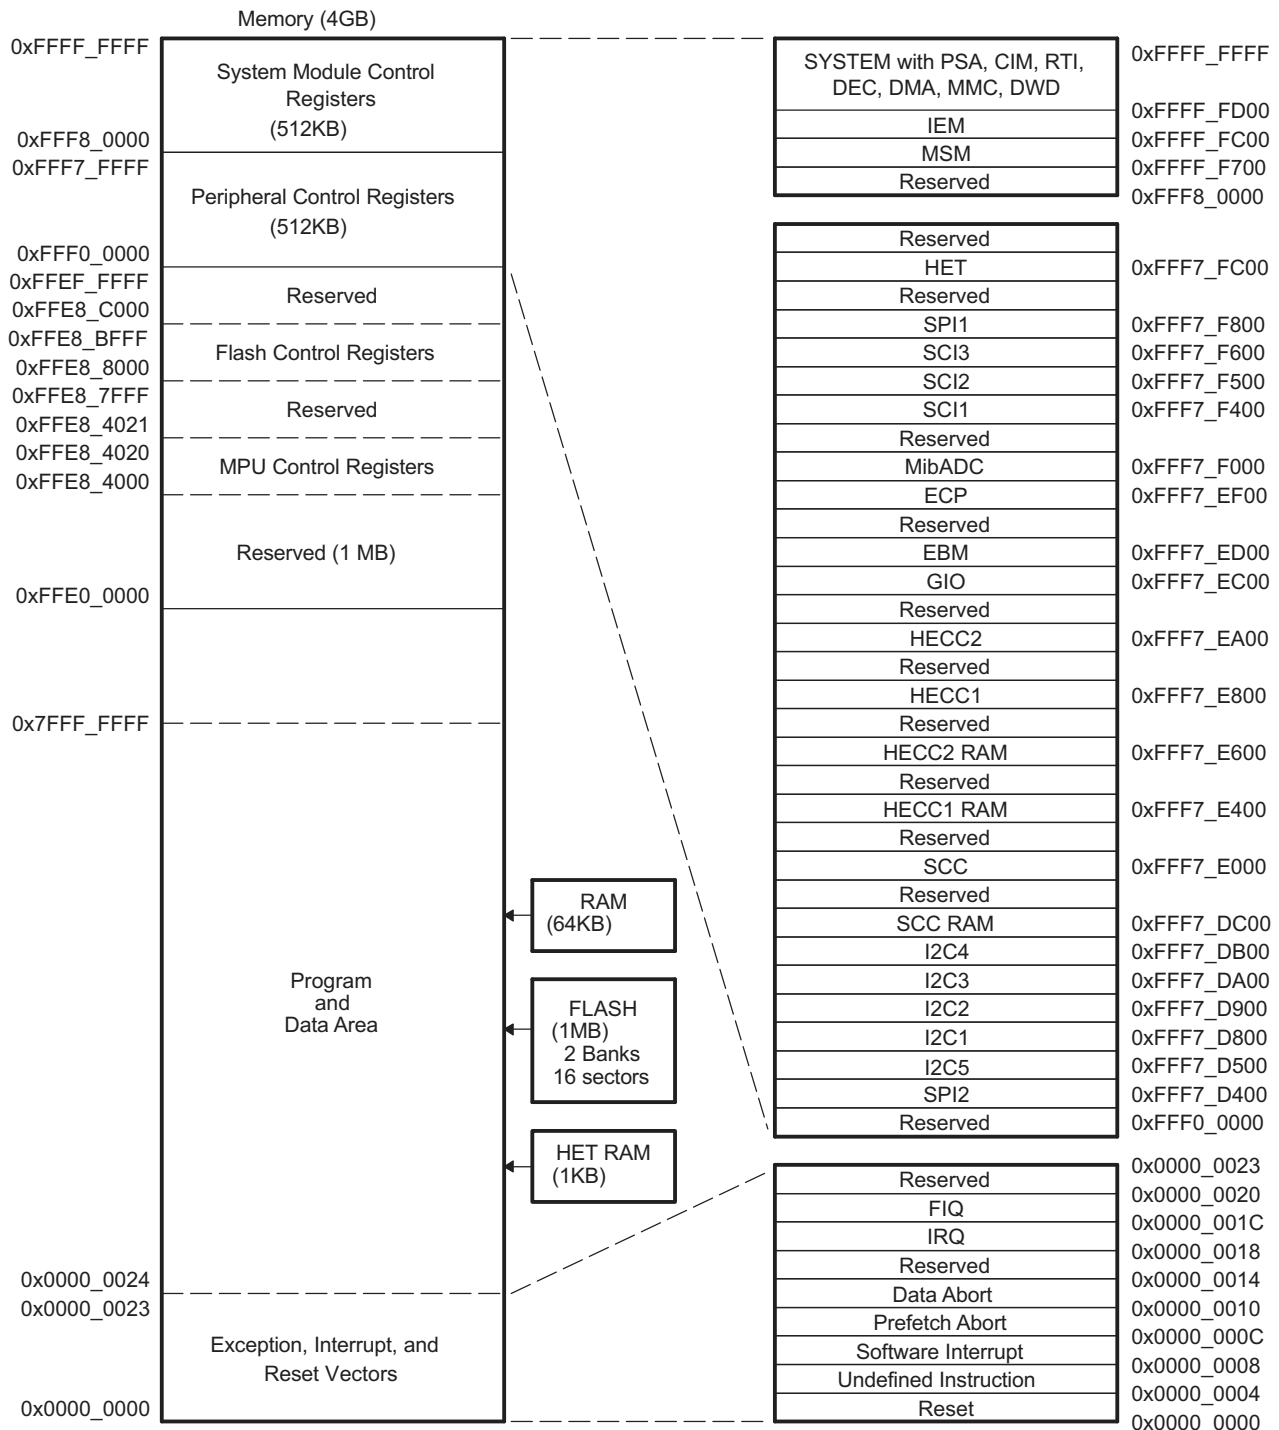 Memory (4GB)
0xFFFF_FFFF
System Module Control
Registers
(512KB)
0xFFF8_0000
0xFFF7_FFFF
Peripheral Control Registers
(512KB)
0xFFF0_0000
0xFFEF_FFFF
Reserved
0xFFE8_C000
0xFFE8_BFFF
Flash Control Registers
0xFFE8_8000
0xFFE8_7FFF
Reserved
0xFFE8_4021
0xFFE8_4020
MPU Control Registers
0xFFE8_4000
Reserved (1 MB)
0xFFE0_0000
0x7FFF_FFFF
Program
and
Data Area
0x0000_0024
0x0000_0023
Exception, Interrupt, and
Reset Vectors
0x0000_0000
RAM
(64KB)
FLASH
(1MB)
2 Banks
16 sectors
HET RAM
(1KB)
SYSTEM with PSA, CIM, RTI,
DEC, DMA, MMC, DWD
0xFFFF_FFFF
0xFFFF_FD00
IEM
0xFFFF_FC00
MSM
0xFFFF_F700
Reserved
0xFFF8_0000
Reserved
HET 0xFFF7_FC00
Reserved
SPI1 0xFFF7_F800
SCI3 0xFFF7_F600
SCI2 0xFFF7_F500
SCI1 0xFFF7_F400
Reserved
MibADC 0xFFF7_F000
ECP 0xFFF7_EF00
Reserved
EBM 0xFFF7_ED00
GIO 0xFFF7_EC00
Reserved
HECC2 0xFFF7_EA00
Reserved
HECC1 0xFFF7_E800
Reserved
HECC2 RAM 0xFFF7_E600
Reserved
HECC1 RAM 0xFFF7_E400
Reserved
SCC 0xFFF7_E000
Reserved
SCC RAM 0xFFF7_DC00
I2C4 0xFFF7_DB00
I2C3 0xFFF7_DA00
I2C2 0xFFF7_D900
I2C1 0xFFF7_D800
I2C5 0xFFF7_D500
SPI2 0xFFF7_D400
Reserved 0xFFF0_0000
0x0000_0023
Reserved
0x0000_0020
FIQ
0x0000_001C
IRQ
0x0000_0018
Reserved
0x0000_0014
Data Abort
0x0000_0010
Prefetch Abort
0x0000_000C
Software Interrupt
0x0000_0008
Undefined Instruction
0x0000_0004
Reset
0x0000_0000